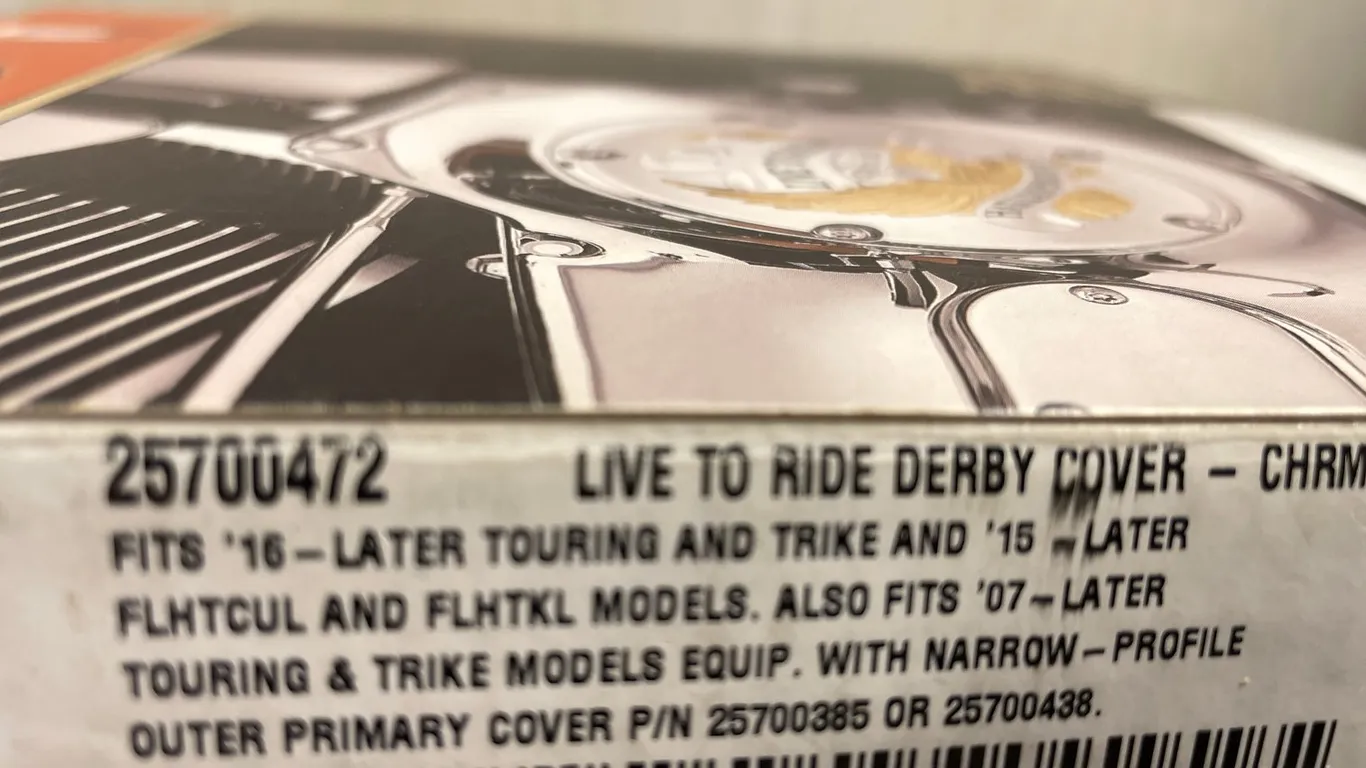 25700472 LIVE TO RIDE DERBY COVER – CHRM
FITS '16–LATER TOURING AND TRIKE AND '15–LATER
FLHTCUL AND FLHTKL MODELS. ALSO FITS '07–LATER
TOURING & TRIKE MODELS EQUIP. WITH NARROW–PROFILE
OUTER PRIMARY COVER P/N 25700385 OR 25700438.